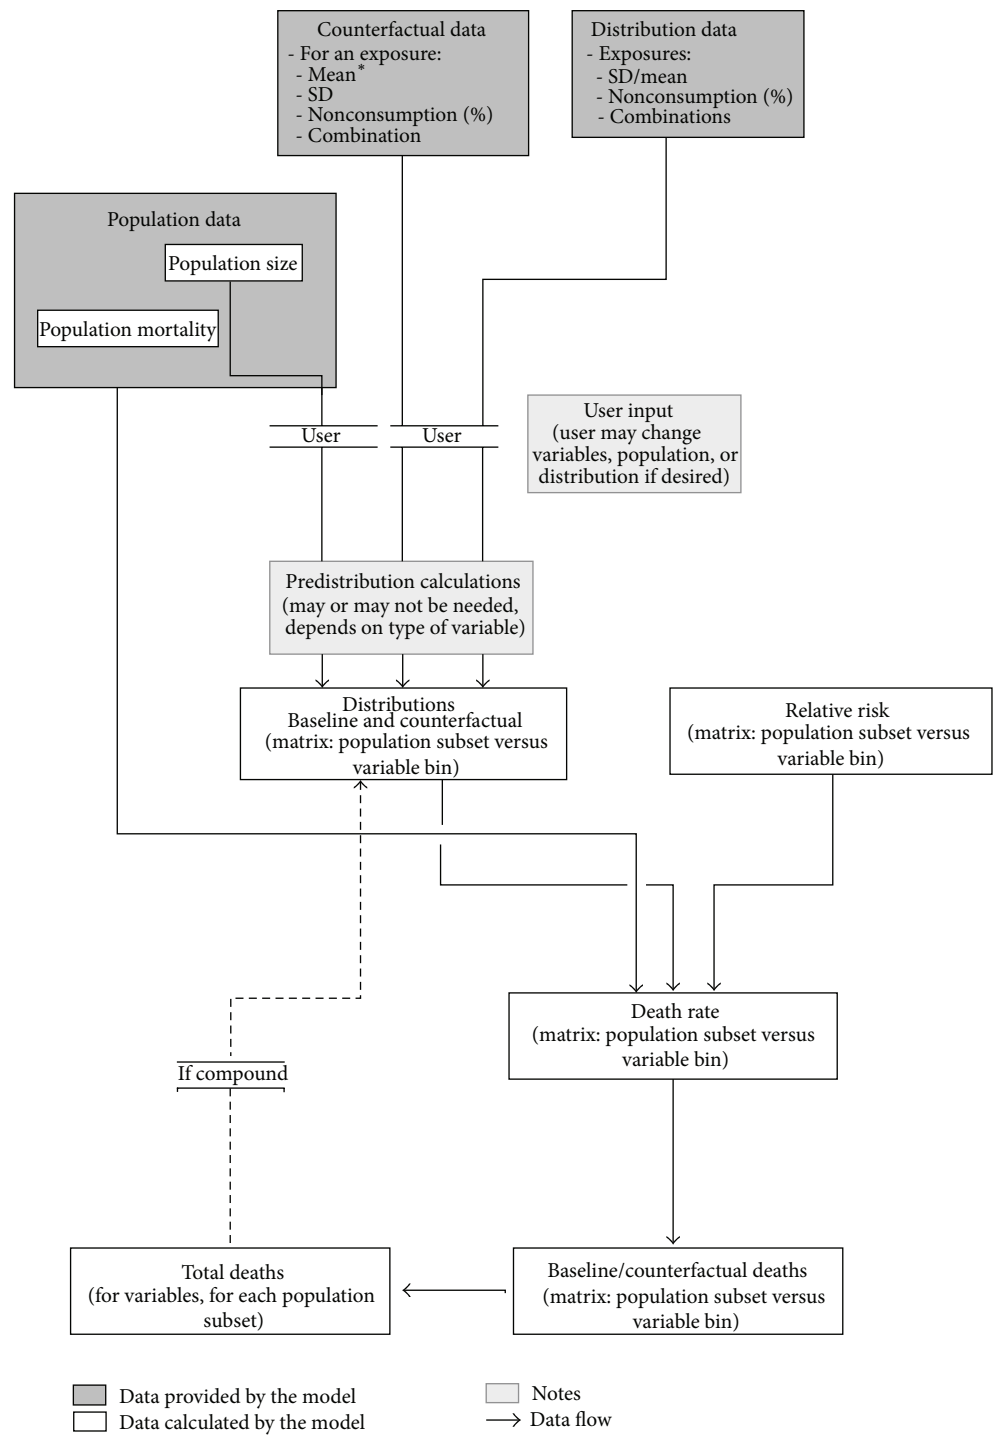 Counterfactual data
- For an exposure:
- Mean*
- SD
- Nonconsumption (%)
- Combination
Distribution data
- Exposures:
- SD/mean
- Nonconsumption (%)
- Combinations
Population data
Population size
Population mortality
User
User
User input
(user may change
variables, population, or
distribution if desired)
Predistribution calculations
(may or may not be needed,
depends on type of variable)
Distributions
Baseline and counterfactual
(matrix: population subset versus
variable bin)
Relative risk
(matrix: population subset versus
variable bin)
Death rate
(matrix: population subset versus
variable bin)
If compound
Total deaths
(for variables, for each population
subset)
Baseline/counterfactual deaths
(matrix: population subset versus
variable bin)
Data provided by the model
Data calculated by the model
Notes
Data flow